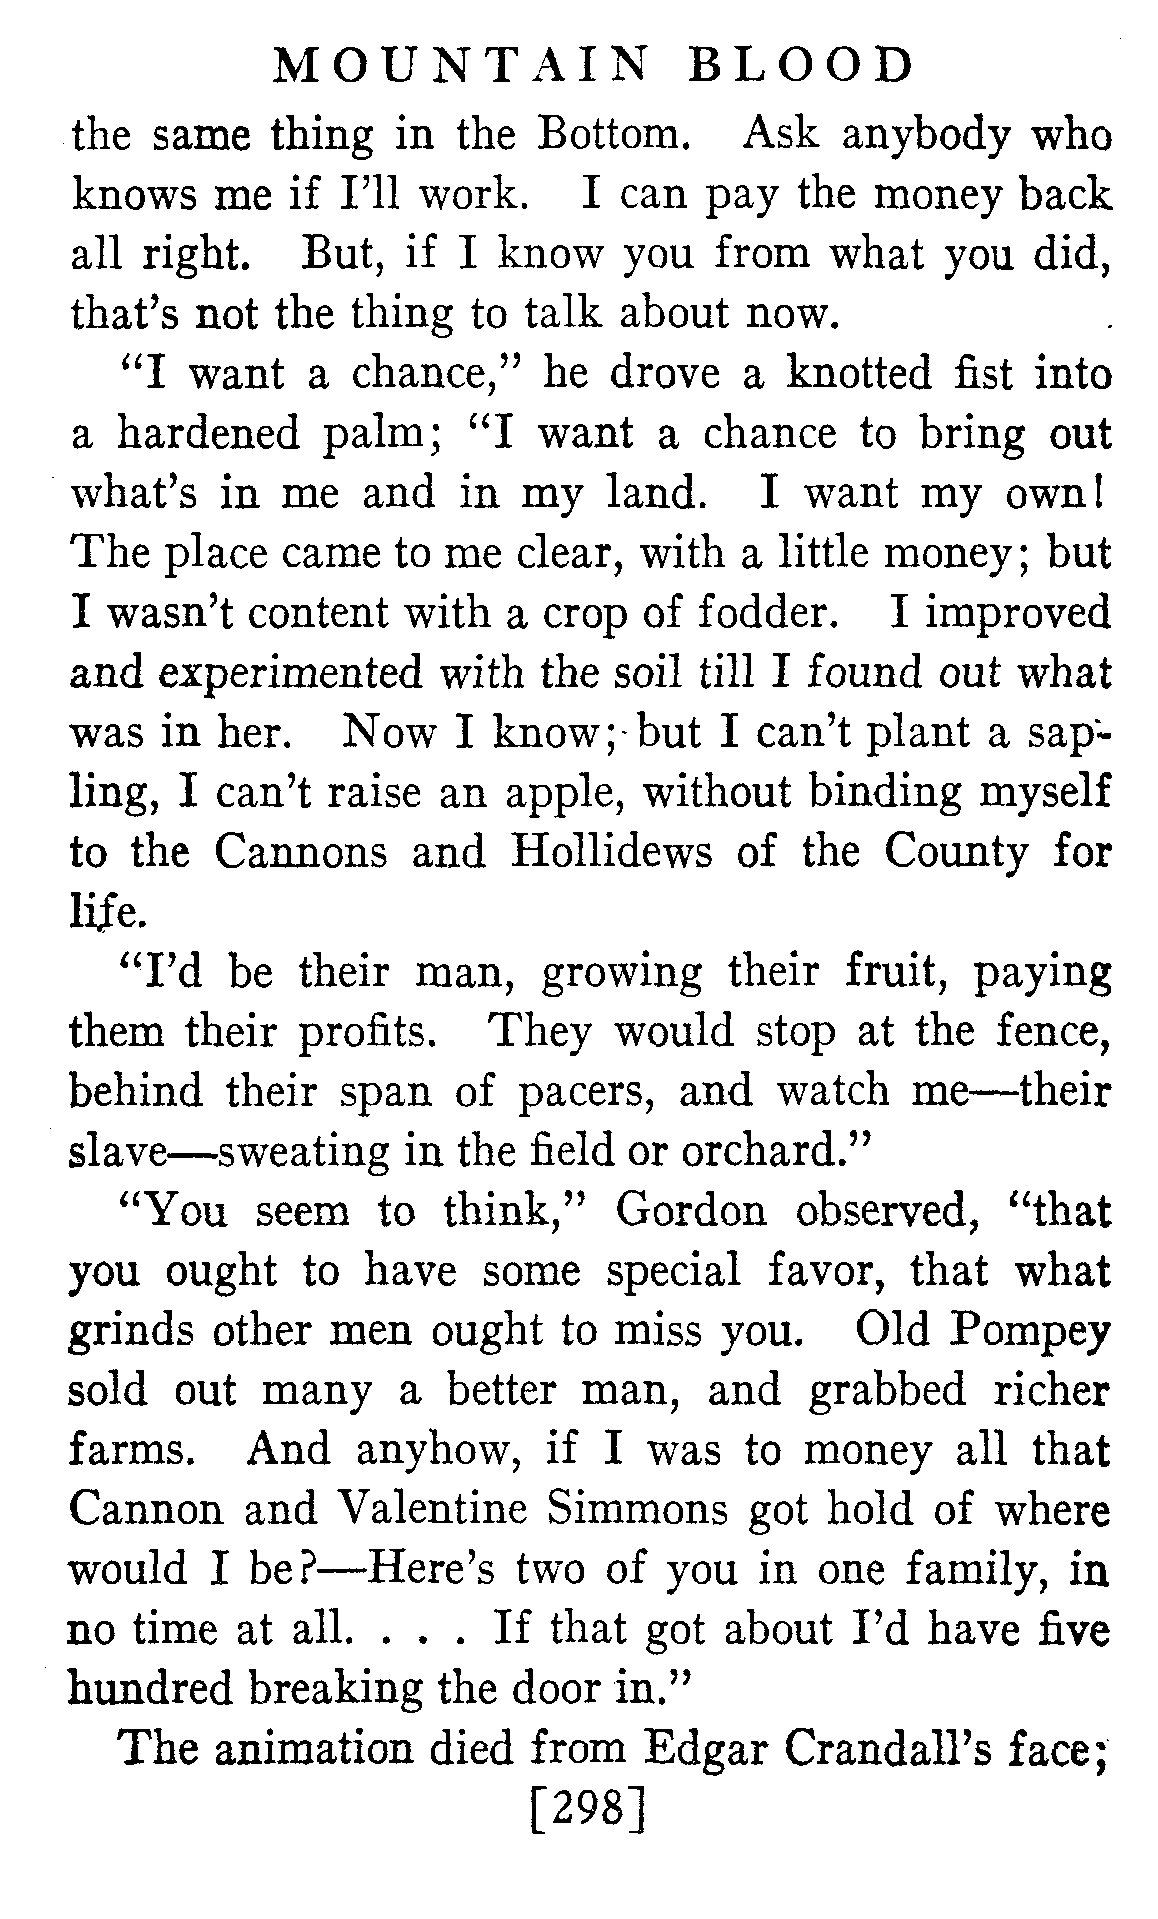 MOUNTAIN BLOOD
the same thing in the Bottom. Ask anybody who
knows me if I'll work. I can pay the money back
all right. But, if I know you from what you did,
that's not the thing to talk about now.
"I want a chance," he drove a knotted fist into
a hardened palm; "I want a chance to bring out
what's in me and in my land. I want my own!
The place came to me clear, with a little money; but
I wasn't content with a crop of fodder. I improved
and experimented with the soil till I found out what
was in her. Now I know; but I can't plant a sap-
ling, I can't raise an apple, without binding myself
to the Cannons and Hollidews of the County for
life.
"I'd be their man, growing their fruit, paying
them their profits. They would stop at the fence,
behind their span of pacers, and watch me—their
slave—sweating in the field or orchard."
"You seem to think," Gordon observed, "that
you ought to have some special favor, that what
grinds other men ought to miss you. Old Pompey
sold out many a better man, and grabbed richer
farms. And anyhow, if I was to money all that
Cannon and Valentine Simmons got hold of where
would I be?—Here's two of you in one family, in
no time at all. . . . If that got about I'd have five
hundred breaking the door in."
The animation died from Edgar Crandall's face;
[298]